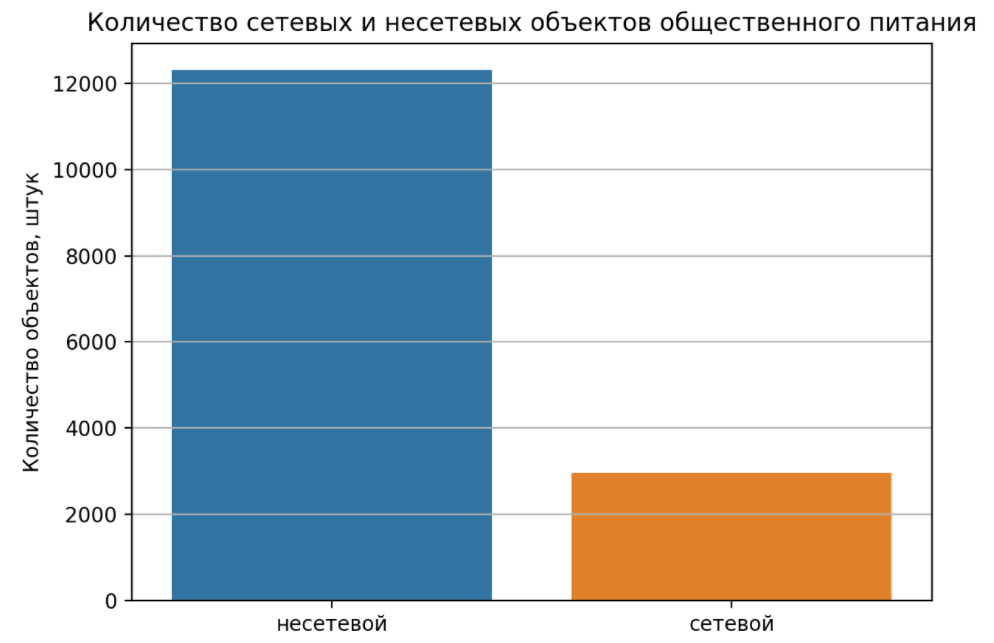 Количество сетевых и несетевых объектов общественного питания
Количество объектов, штук
12000
10000
8000
6000
4000
2000
0
несетевой
сетевой